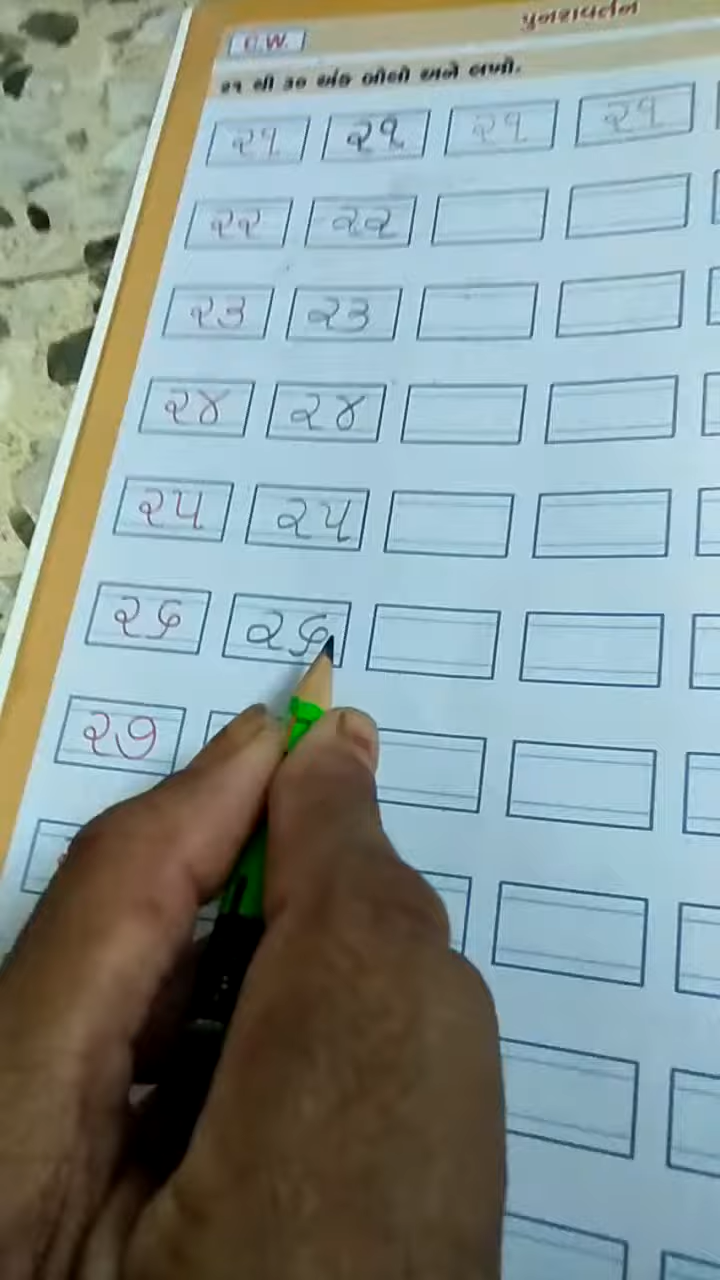 પુનરાવર્તન
C.W.
૨૧ થી ૩૦ અંક બોલો અને લખો.
૨૧ ૨૧ ૨૧ ૨૧
૨૨ ૨૨
૨૩ ૨૩
૨૪ ૨૪
૨૫ ૨૫
૨૬ ૨૬
૨૭